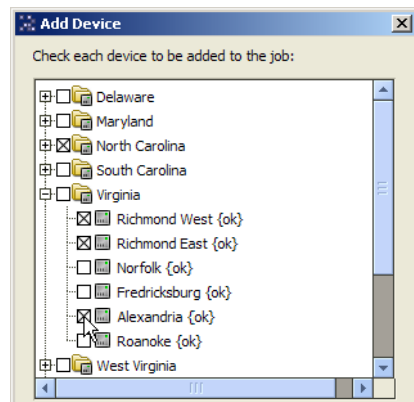 Add Device
Check each device to be added to the job:
Delaware
Maryland
North Carolina
South Carolina
Virginia
Richmond West {ok}
Richmond East {ok}
Norfolk {ok}
Fredricksburg {ok}
Alexandria {ok}
Roanoke {ok}
West Virginia